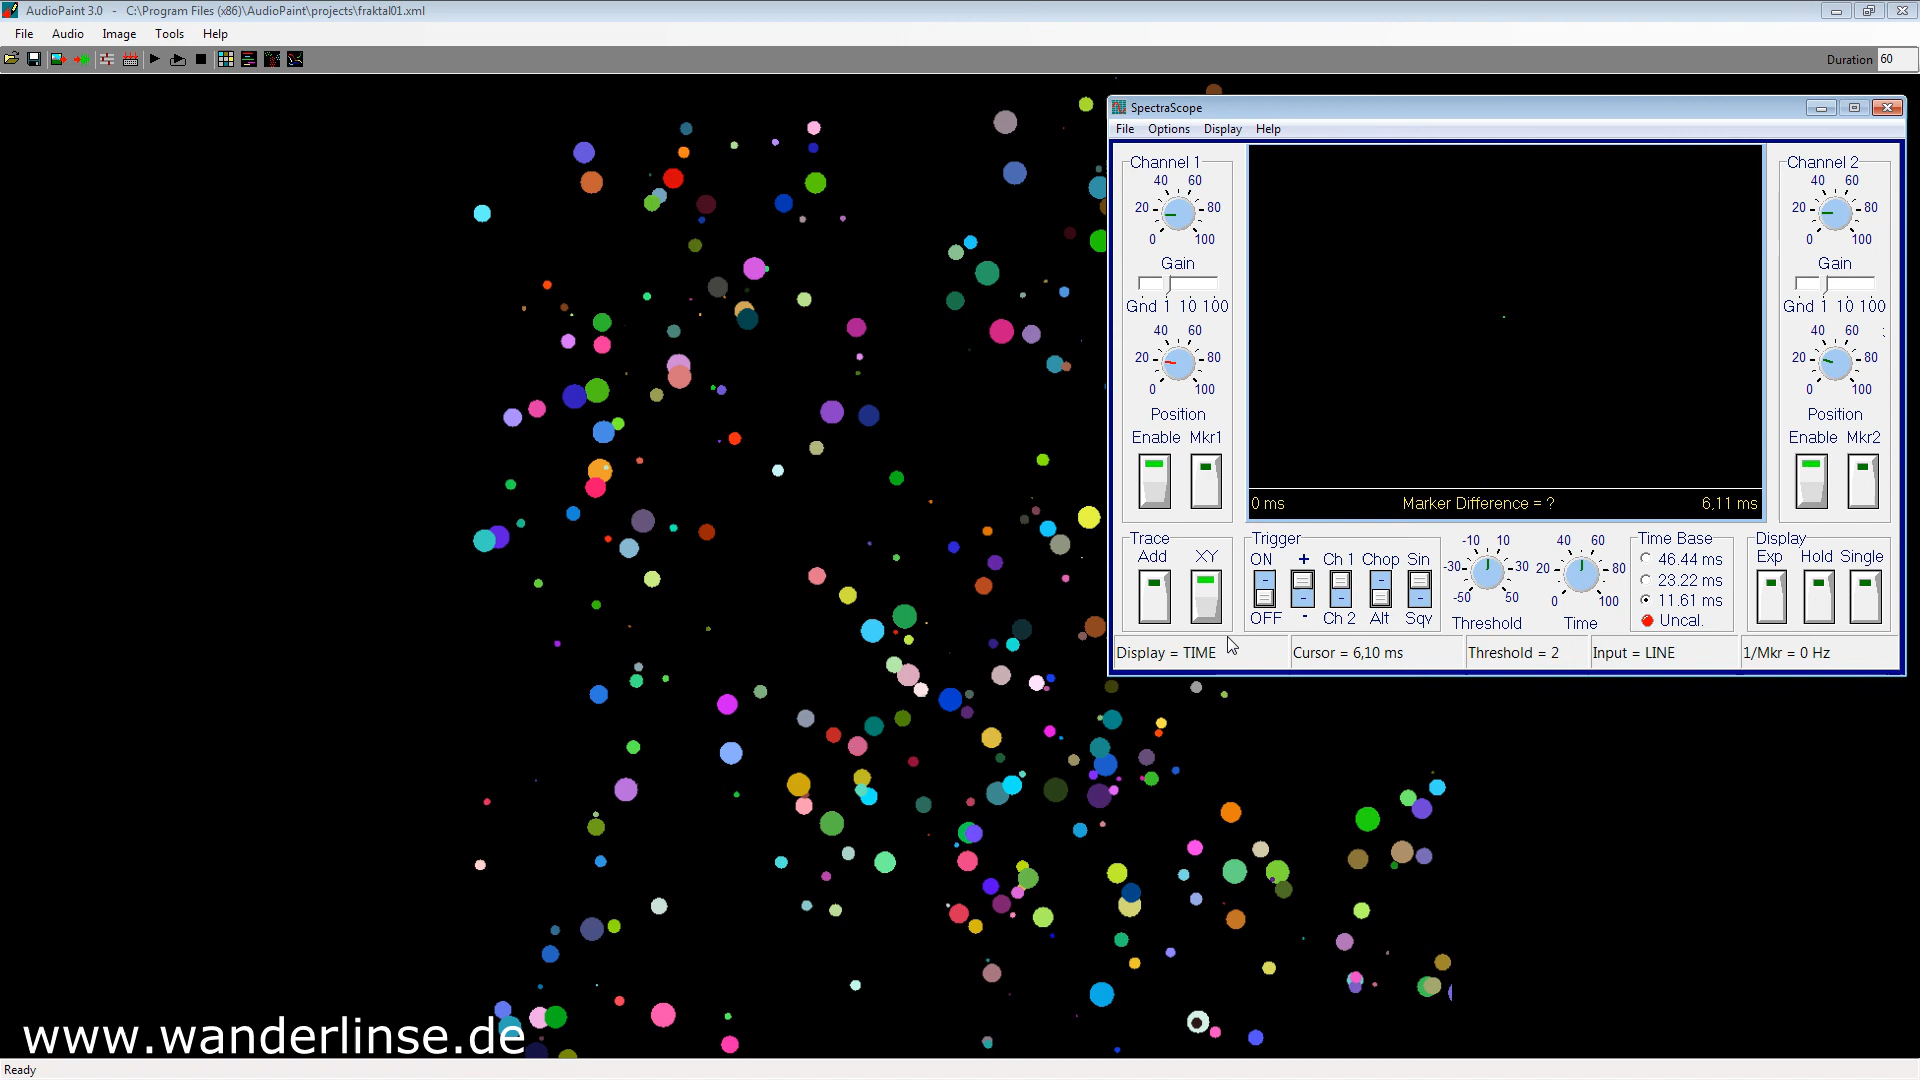 AudioPaint 3.0 - C:\Program Files (x86)\AudioPaint\projects\fraktal01.xml
File Audio Image Tools Help
Duration 60
SpectraScope
File Options Display Help
Channel 1
40 60
20 80
0 100
Gain
Gnd 1 10 100
40 60
20 80
0 100
Position
Enable Mkr1
0 ms Marker Difference = ? 6,11 ms
Channel 2
40 60
20 80
0 100
Gain
Gnd 1 10 100
40 60
20 80
0 100
Position
Enable Mkr2
Trace
Add XY
Trigger
ON + Ch 1 Chop Sin
- - - - -
OFF - Ch 2 Alt Sqv
-10 10
-30 30
-50 50
Threshold
40 60
20 80
0 100
Time
Time Base
46.44 ms
23.22 ms
11.61 ms
Uncal.
Display
Exp Hold Single
Display = TIME Cursor = 6,10 ms Threshold = 2 Input = LINE 1/Mkr = 0 Hz
www.wanderlinse.de
Ready